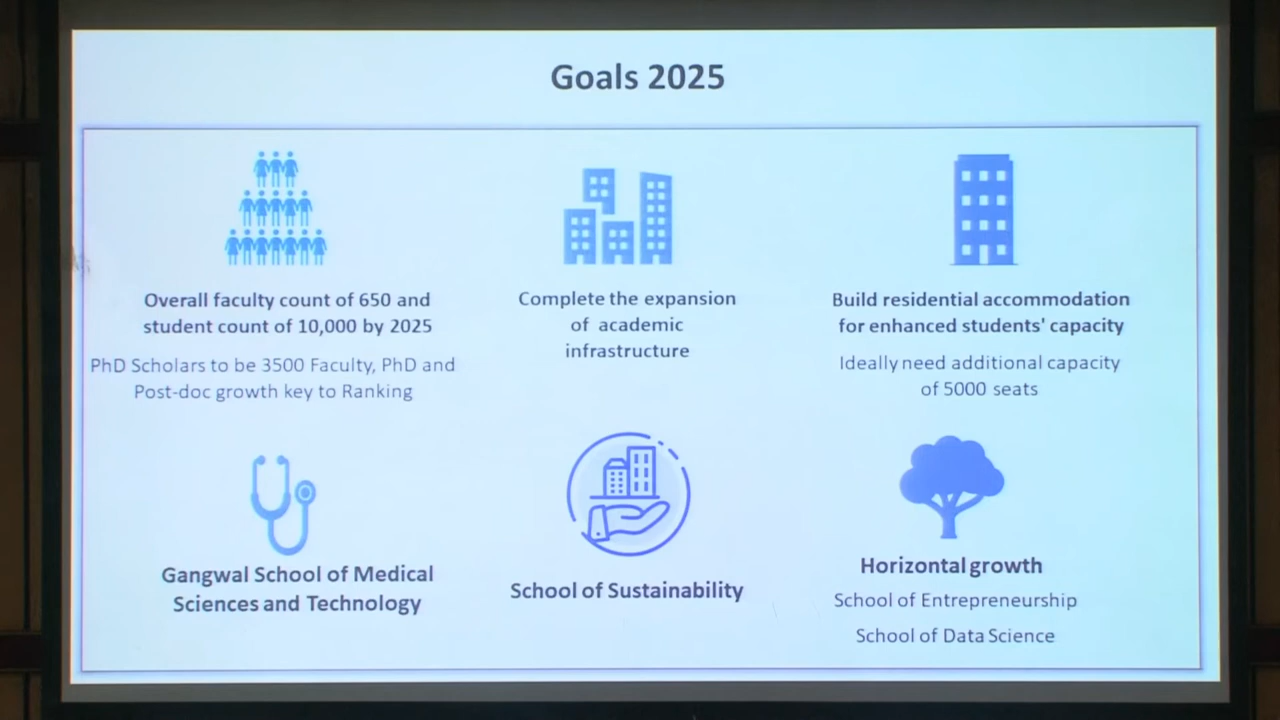 Goals 2025
Overall faculty count of 650 and
student count of 10,000 by 2025
PhD Scholars to be 3500 Faculty, PhD and
Post-doc growth key to Ranking
Complete the expansion
of academic
infrastructure
Build residential accommodation
for enhanced students' capacity
Ideally need additional capacity
of 5000 seats
Gangwal School of Medical
Sciences and Technology
School of Sustainability
Horizontal growth
School of Entrepreneurship
School of Data Science